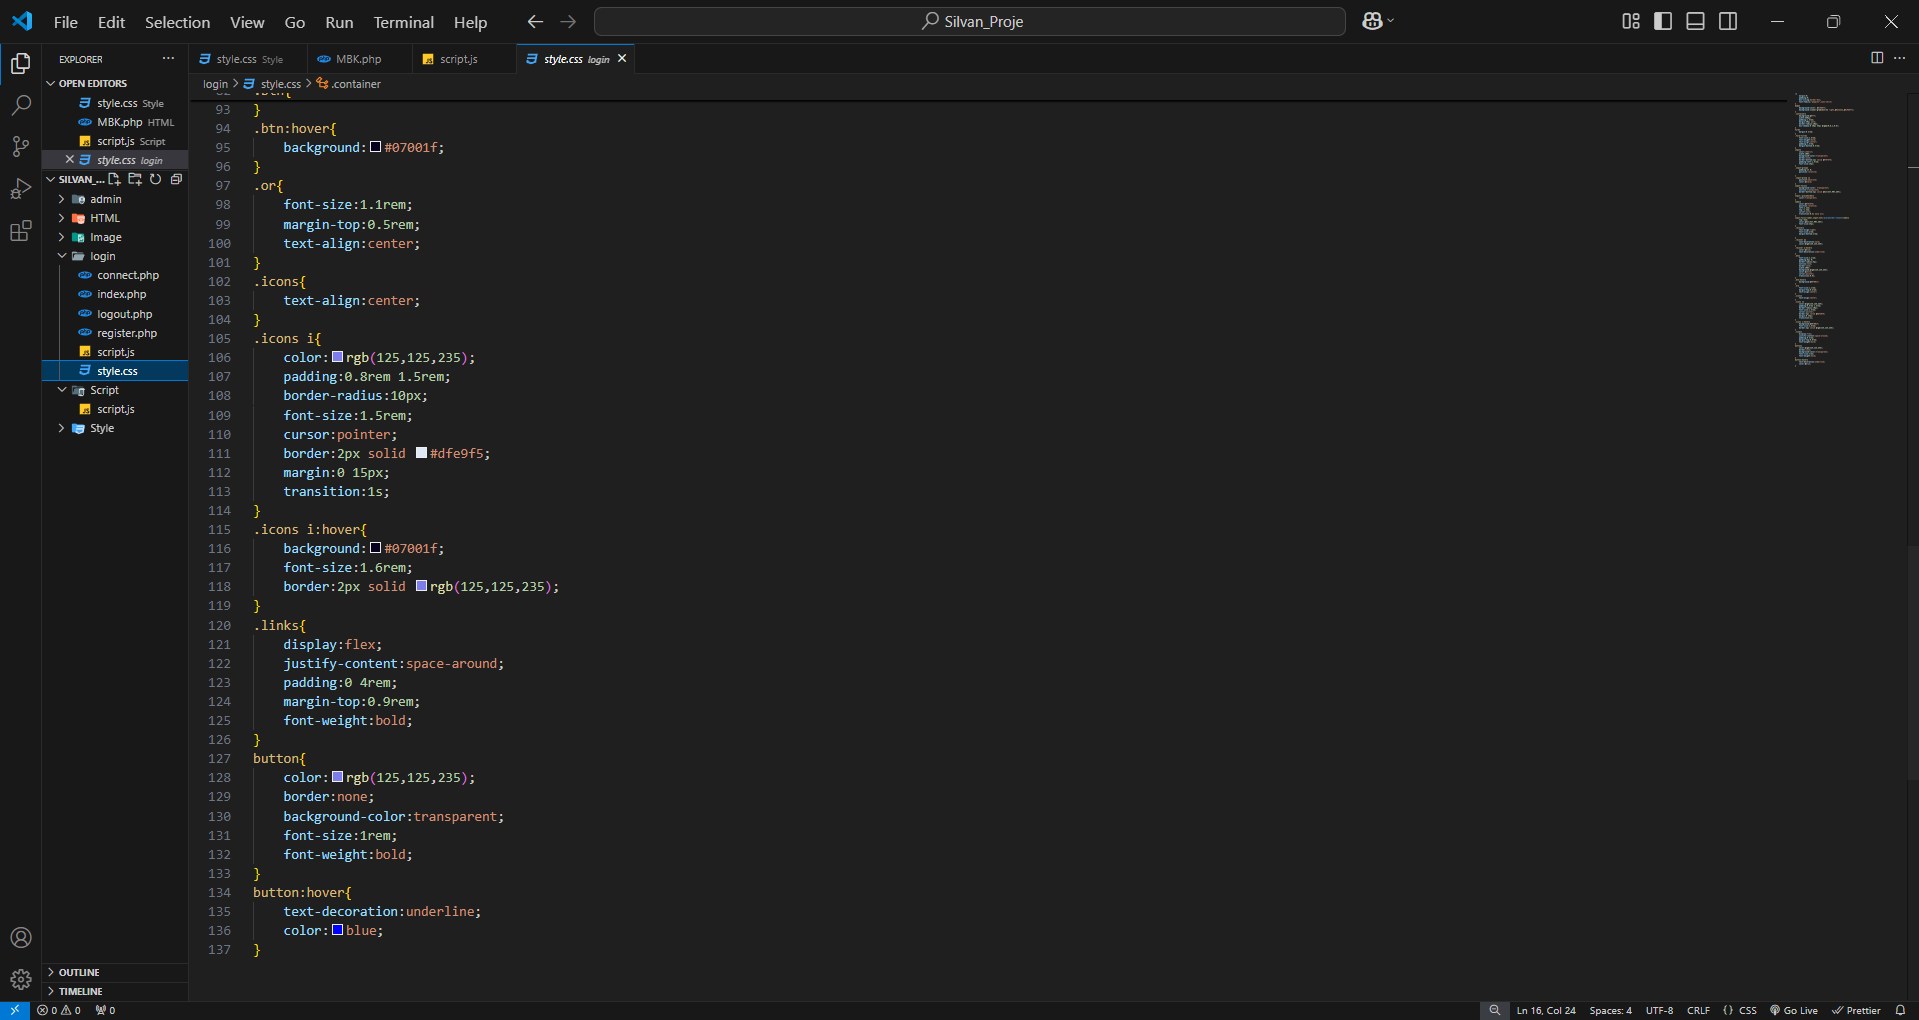 File Edit Selection View Go Run Terminal Help
Silvan_Proje
EXPLORER
OPEN EDITORS
style.css Style
MBK.php HTML
script.js Script
style.css login
SILVAN_...
admin
HTML
Image
login
connect.php
index.php
logout.php
register.php
script.js
style.css
Script
script.js
Style
OUTLINE
TIMELINE
style.css Style
MBK.php
script.js
style.css login
login > style.css > .container
93 }
94 .btn:hover{
95 background:#07001f;
96 }
97 .or{
98 font-size:1.1rem;
99 margin-top:0.5rem;
100 text-align:center;
101 }
102 .icons{
103 text-align:center;
104 }
105 .icons i{
106 color:rgb(125,125,235);
107 padding:0.8rem 1.5rem;
108 border-radius:10px;
109 font-size:1.5rem;
110 cursor:pointer;
111 border:2px solid #dfe9f5;
112 margin:0 15px;
113 transition:1s;
114 }
115 .icons i:hover{
116 background:#07001f;
117 font-size:1.6rem;
118 border:2px solid rgb(125,125,235);
119 }
120 .links{
121 display:flex;
122 justify-content:space-around;
123 padding:0 4rem;
124 margin-top:0.9rem;
125 font-weight:bold;
126 }
127 button{
128 color:rgb(125,125,235);
129 border:none;
130 background-color:transparent;
131 font-size:1rem;
132 font-weight:bold;
133 }
134 button:hover{
135 text-decoration:underline;
136 color:blue;
137 }
0 0 0
Ln 16, Col 24 Spaces: 4 UTF-8 CRLF {} CSS Go Live Prettier